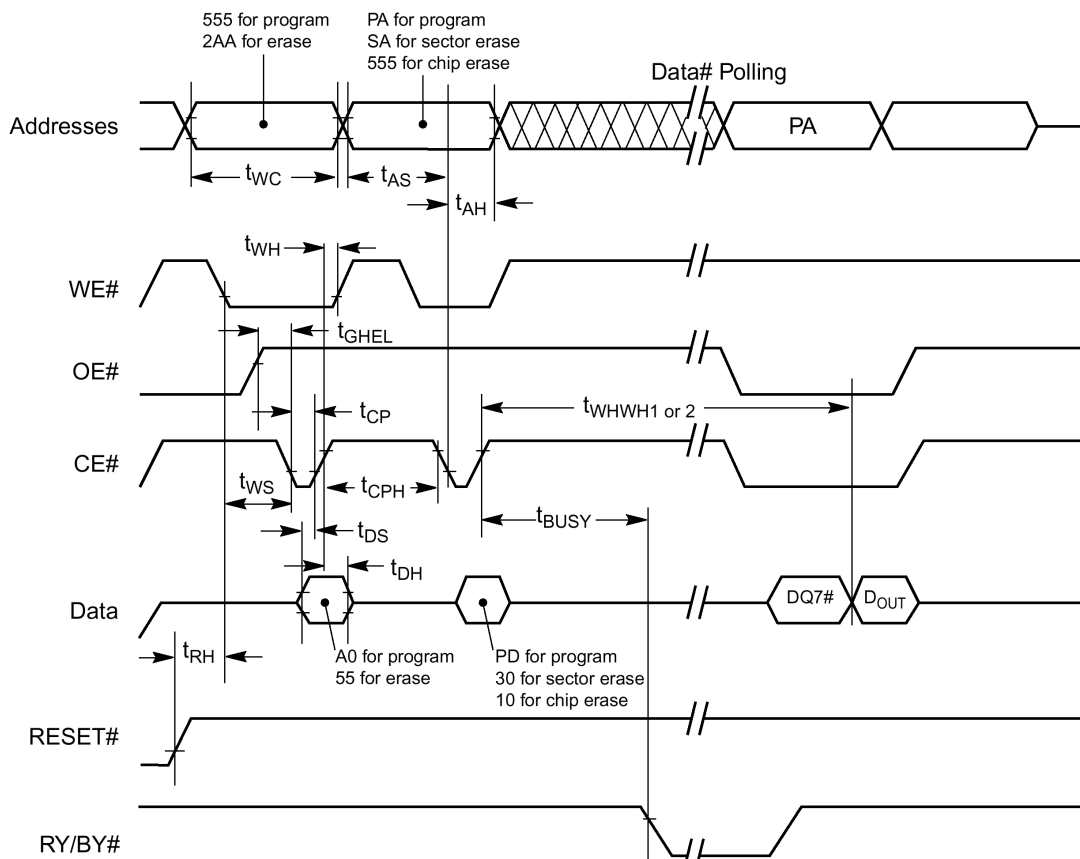 555 for program
2AA for erase
PA for program
SA for sector erase
555 for chip erase
Data# Polling
Addresses
PA
tWC
tAS
tAH
tWH
WE#
tGHEL
OE#
tWHWH1 or 2
tCP
CE#
tWS
tCPH
tBUSY
tDS
tDH
Data
DQ7#
DOUT
tRH
A0 for program
55 for erase
PD for program
30 for sector erase
10 for chip erase
RESET#
RY/BY#